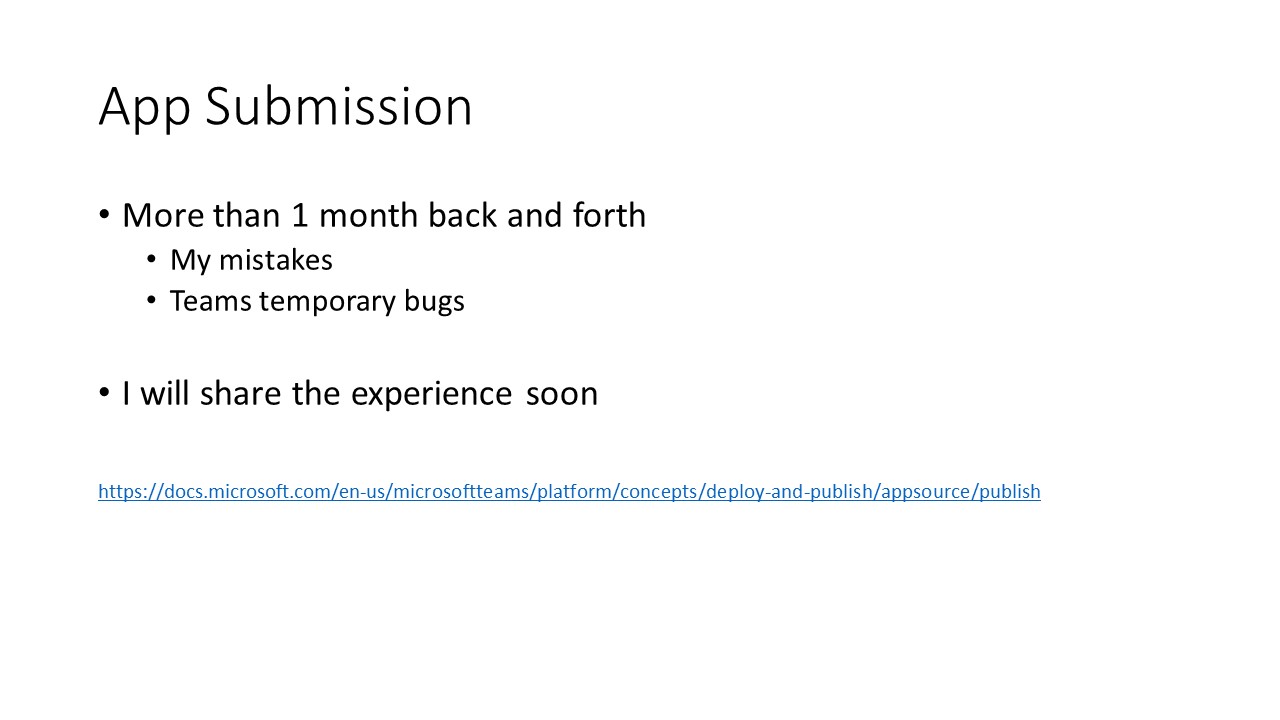 App Submission
• More than 1 month back and forth
• My mistakes
• Teams temporary bugs
• I will share the experience soon
https://docs.microsoft.com/en-us/microsoftteams/platform/concepts/deploy-and-publish/appsource/publish